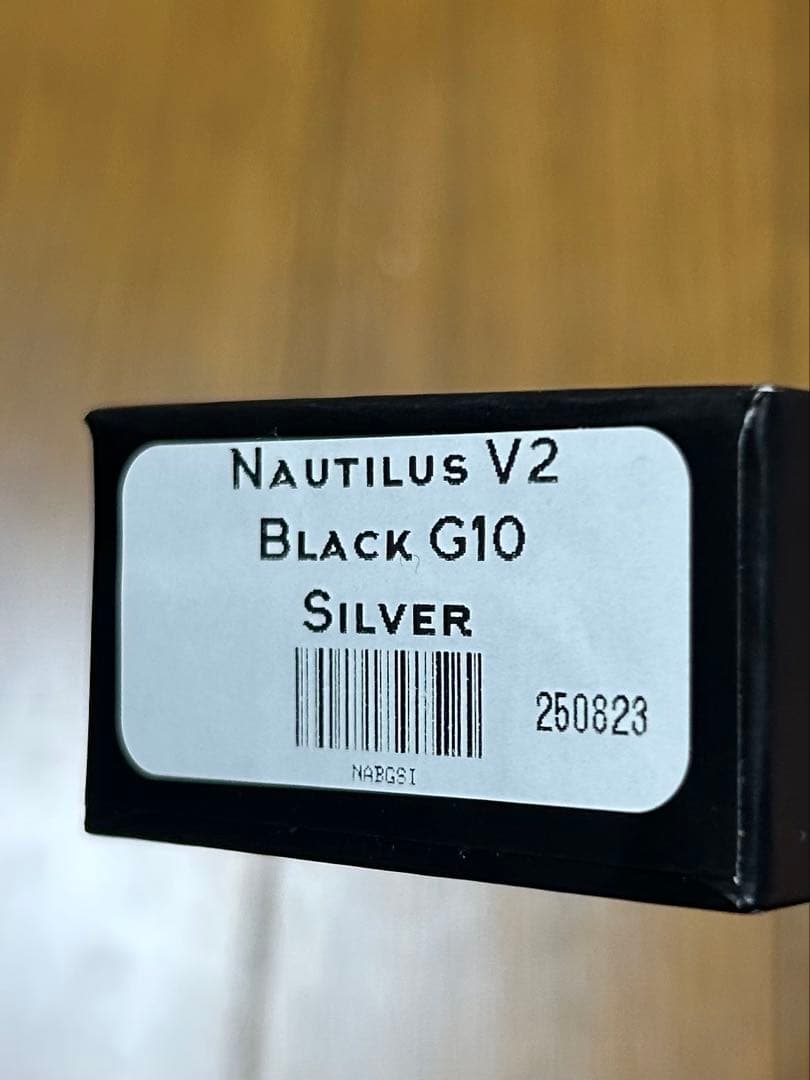 Nautilus V2
Black G10
Silver
250823
NABGSI